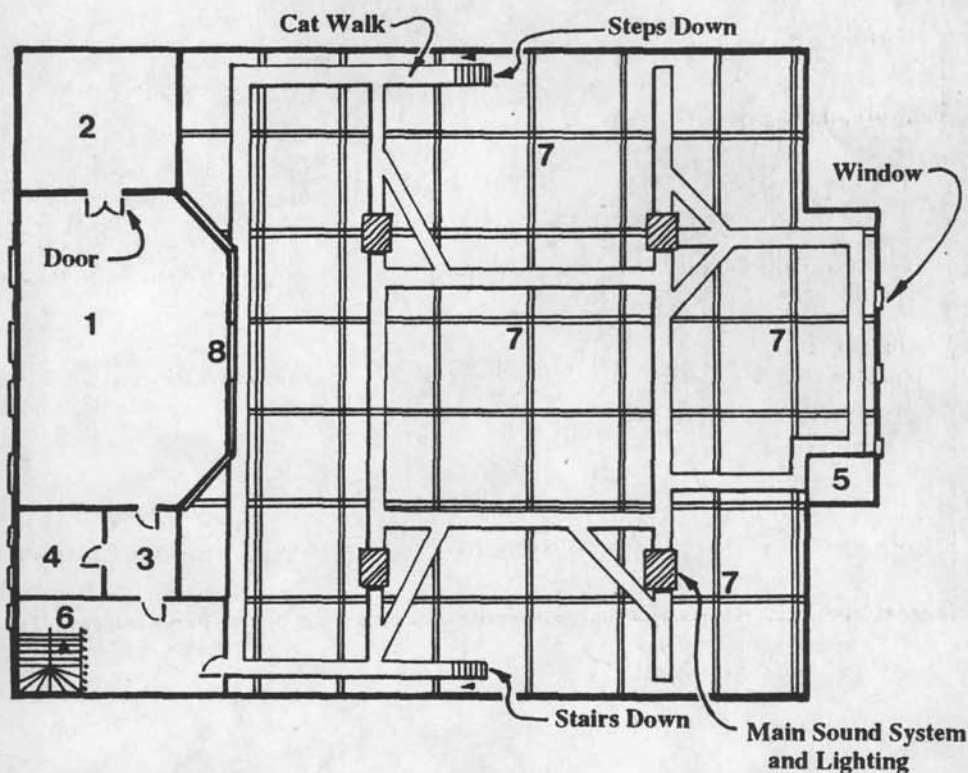 Cat Walk
Steps Down
2
7
Window
Door
1
8
7
7
5
4
3
7
6
Stairs Down
Main Sound System
and Lighting